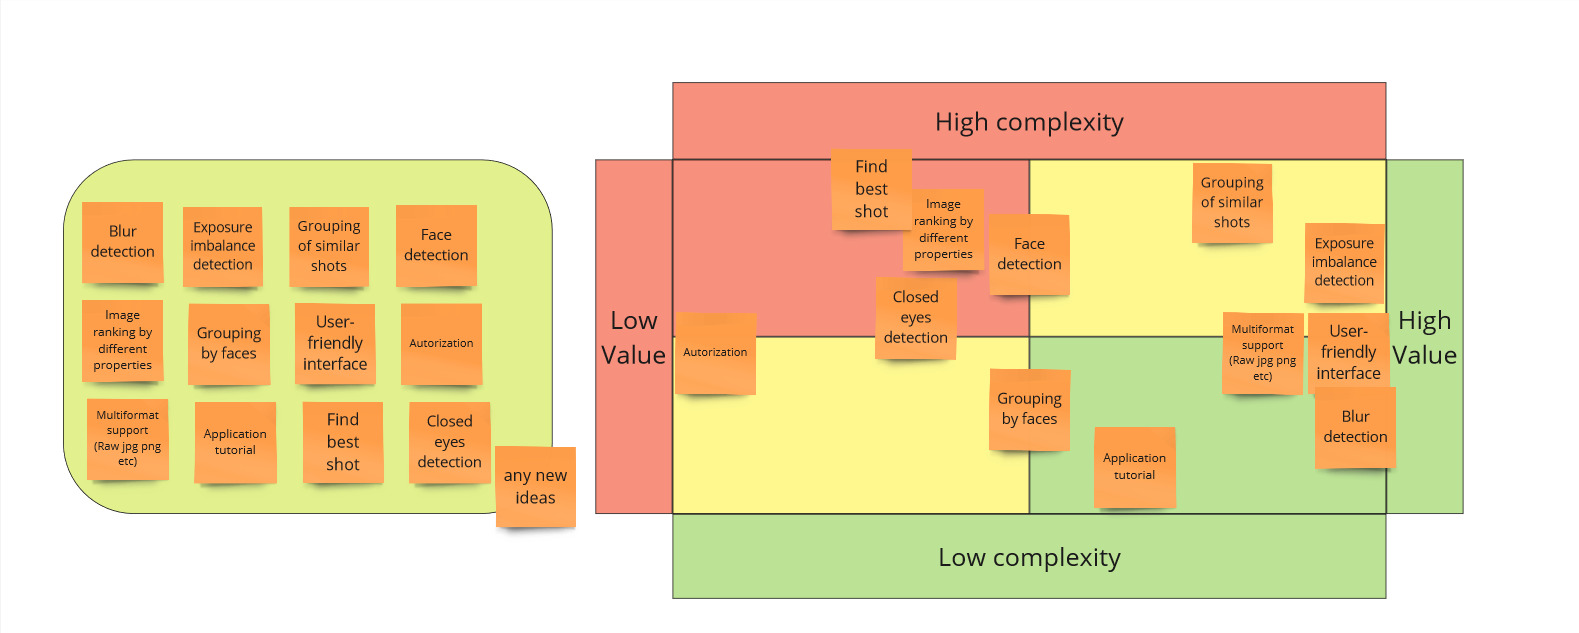 Blur
detection
Exposure
imbalance
detection
Grouping
of similar
shots
Face
detection
Image
ranking by
different
properties
Grouping
by faces
User-
friendly
interface
Autorization
Multiformat
support
(Raw jpg png
etc)
Application
tutorial
Find
best
shot
Closed
eyes
detection
any new
ideas
High complexity
Low
Value
High
Value
Low complexity
Find
best
shot
Image
ranking by
different
properties
Face
detection
Closed
eyes
detection
Autorization
Grouping
of similar
shots
Exposure
imbalance
detection
Multiformat
support
(Raw jpg png
etc)
User-
friendly
interface
Blur
detection
Grouping
by faces
Application
tutorial